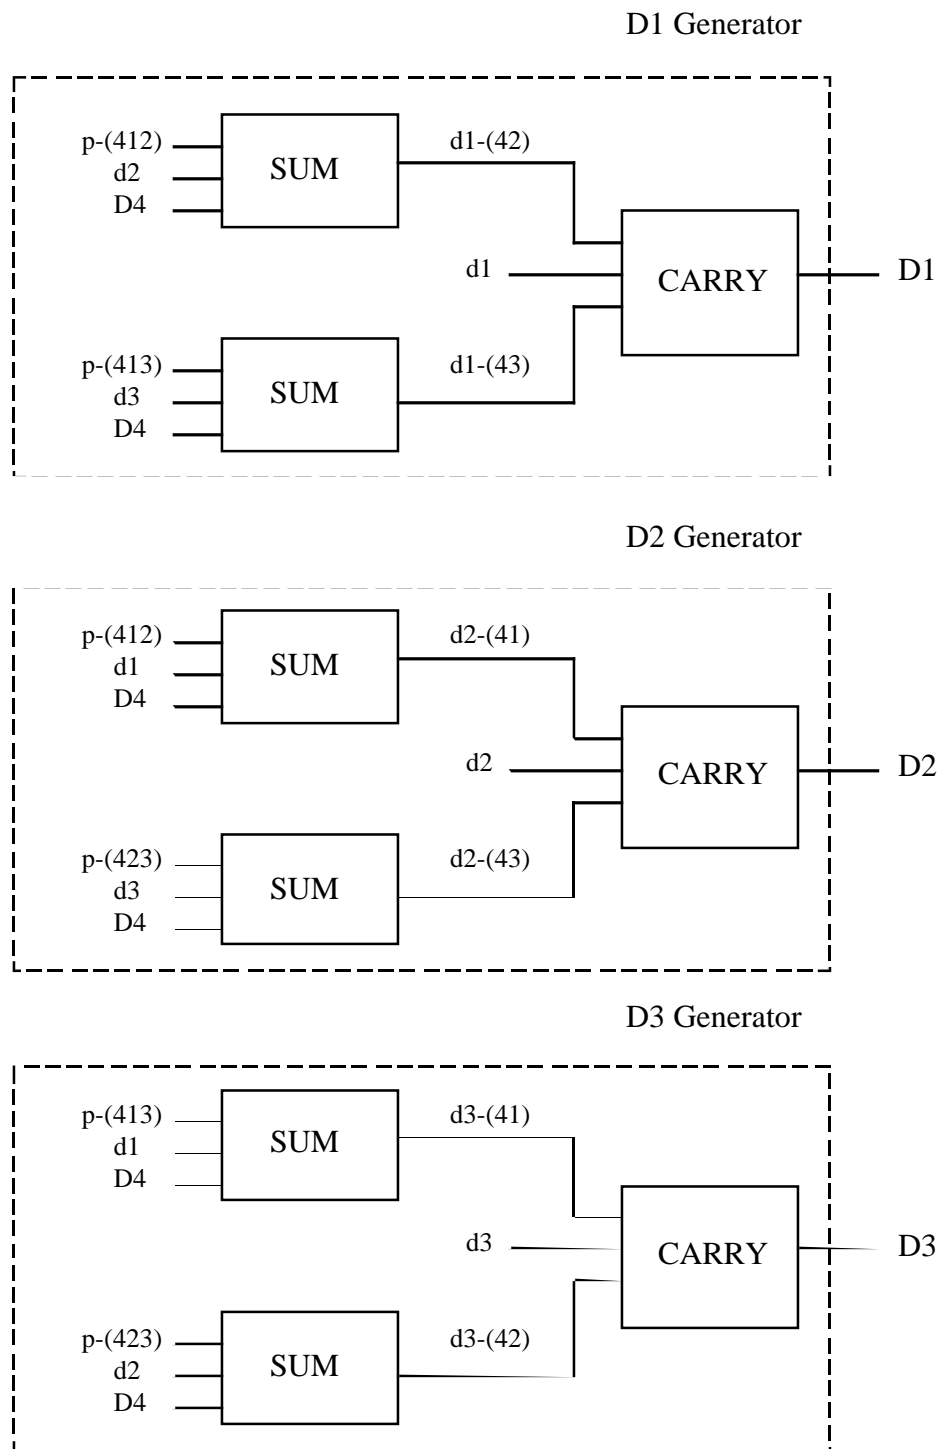 D1 Generator
p-(412)
d2
D4
SUM
d1-(42)
d1
CARRY
D1
p-(413)
d3
D4
SUM
d1-(43)
D2 Generator
p-(412)
d1
D4
SUM
d2-(41)
d2
CARRY
D2
p-(423)
d3
D4
SUM
d2-(43)
D3 Generator
p-(413)
d1
D4
SUM
d3-(41)
d3
CARRY
D3
p-(423)
d2
D4
SUM
d3-(42)